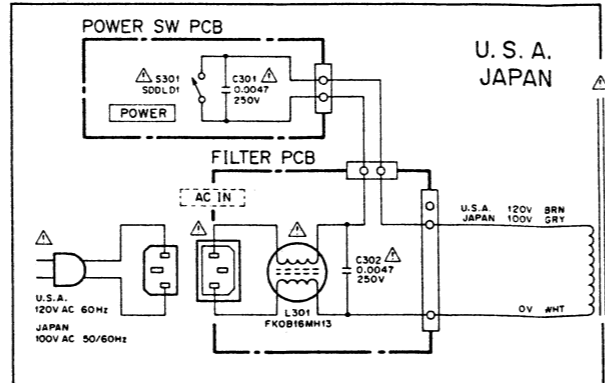 POWER SW PCB
U. S. A.
JAPAN
S301
SDDLD1
C301
0.0047
250V
POWER
FILTER PCB
AC IN
U.S.A. 120V BRN
JAPAN 100V GRY
C302
0.0047
250V
L301
FKOB16MH13
U.S.A.
120V AC 60Hz
JAPAN
100V AC 50/60Hz
0V WHT